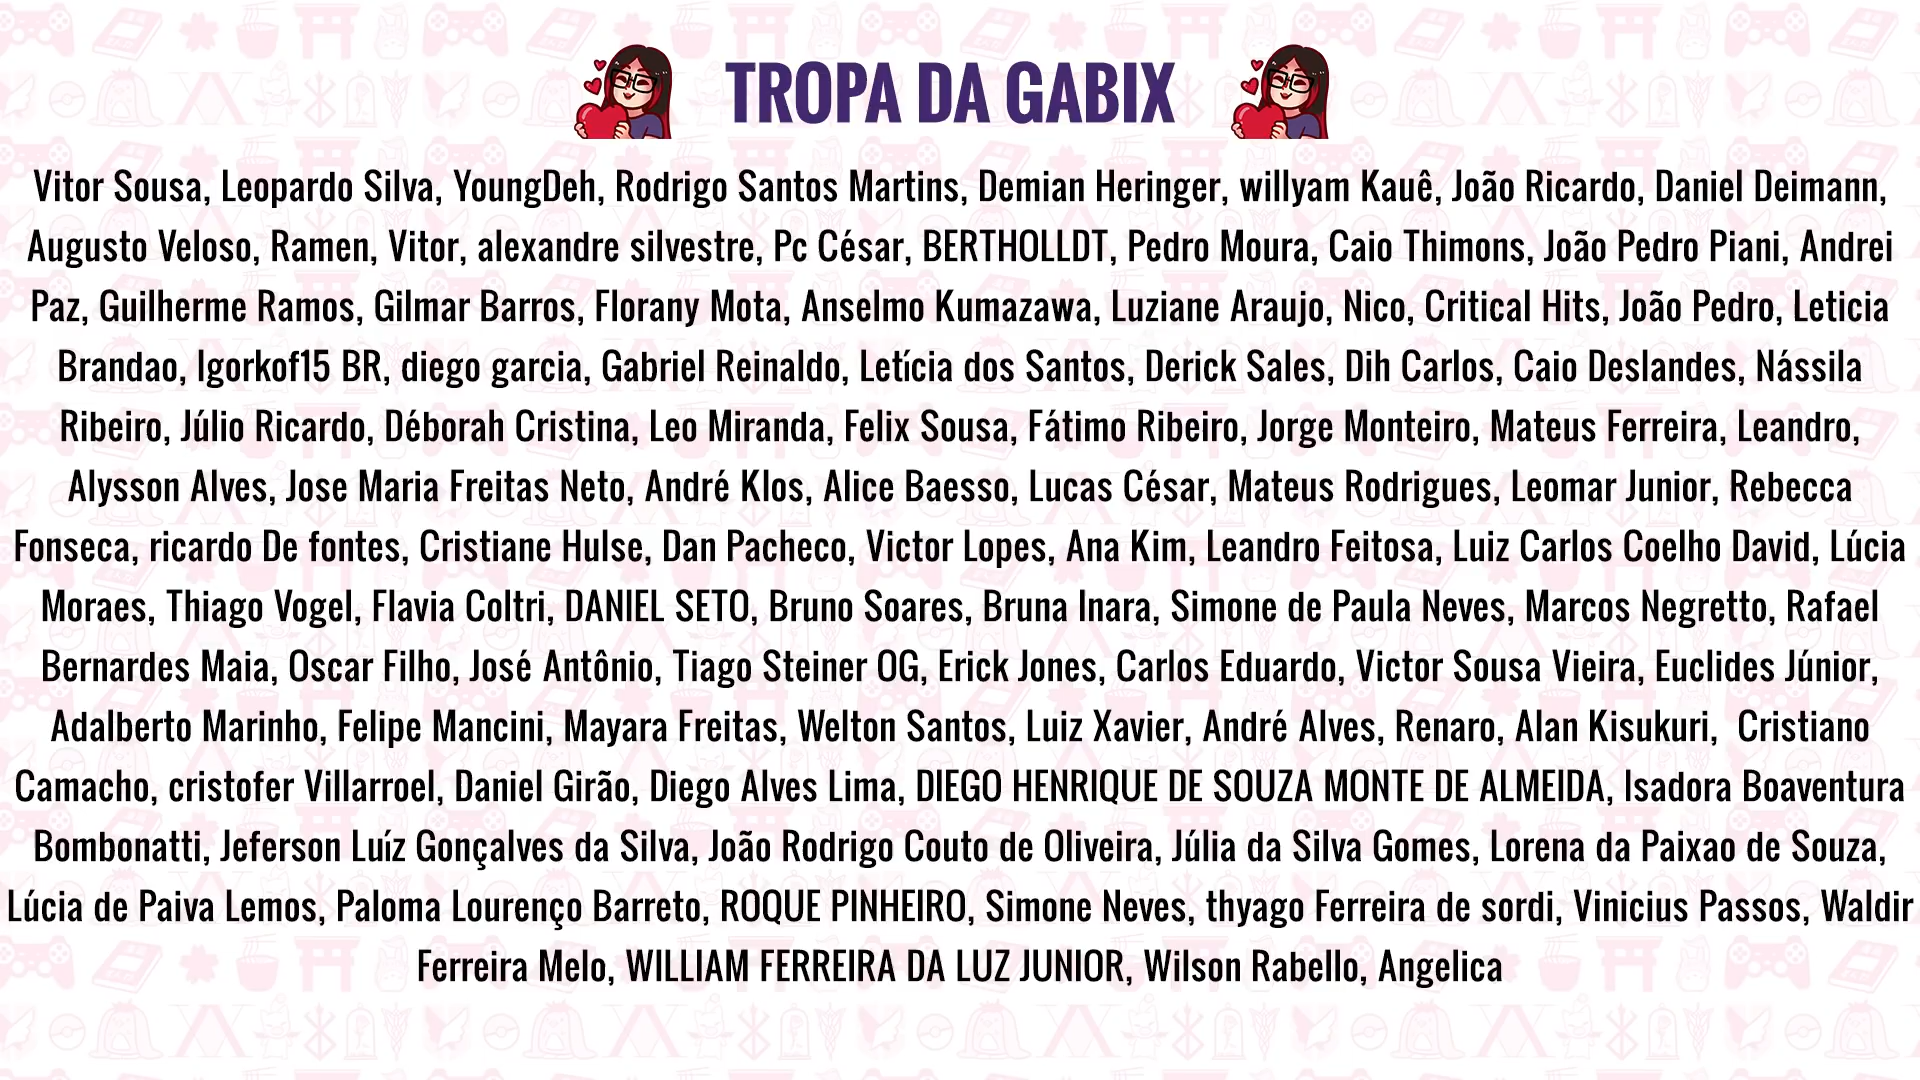 TROPA DA GABIX
Vitor Sousa, Leopardo Silva, YoungDeh, Rodrigo Santos Martins, Demian Heringer, willyam Kauê, João Ricardo, Daniel Deimann,
Augusto Veloso, Ramen, Vitor, alexandre silvestre, Pc César, BERTHOLLDT, Pedro Moura, Caio Thimons, João Pedro Piani, Andrei
Paz, Guilherme Ramos, Gilmar Barros, Florany Mota, Anselmo Kumazawa, Luziane Araujo, Nico, Critical Hits, João Pedro, Leticia
Brandao, Igorkof15 BR, diego garcia, Gabriel Reinaldo, Letícia dos Santos, Derick Sales, Dih Carlos, Caio Deslandes, Nássila
Ribeiro, Júlio Ricardo, Déborah Cristina, Leo Miranda, Felix Sousa, Fátimo Ribeiro, Jorge Monteiro, Mateus Ferreira, Leandro,
Alysson Alves, Jose Maria Freitas Neto, André Klos, Alice Baesso, Lucas César, Mateus Rodrigues, Leomar Junior, Rebecca
Fonseca, ricardo De fontes, Cristiane Hulse, Dan Pacheco, Victor Lopes, Ana Kim, Leandro Feitosa, Luiz Carlos Coelho David, Lúcia
Moraes, Thiago Vogel, Flavia Coltri, DANIEL SETO, Bruno Soares, Bruna Inara, Simone de Paula Neves, Marcos Negretto, Rafael
Bernardes Maia, Oscar Filho, José Antônio, Tiago Steiner OG, Erick Jones, Carlos Eduardo, Victor Sousa Vieira, Euclides Júnior,
Adalberto Marinho, Felipe Mancini, Mayara Freitas, Welton Santos, Luiz Xavier, André Alves, Renaro, Alan Kisukuri, Cristiano
Camacho, cristofer Villarroel, Daniel Girão, Diego Alves Lima, DIEGO HENRIQUE DE SOUZA MONTE DE ALMEIDA, Isadora Boaventura
Bombonatti, Jeferson Luíz Gonçalves da Silva, João Rodrigo Couto de Oliveira, Júlia da Silva Gomes, Lorena da Paixao de Souza,
Lúcia de Paiva Lemos, Paloma Lourenço Barreto, ROQUE PINHEIRO, Simone Neves, thyago Ferreira de sordi, Vinicius Passos, Waldir
Ferreira Melo, WILLIAM FERREIRA DA LUZ JUNIOR, Wilson Rabello, Angelica